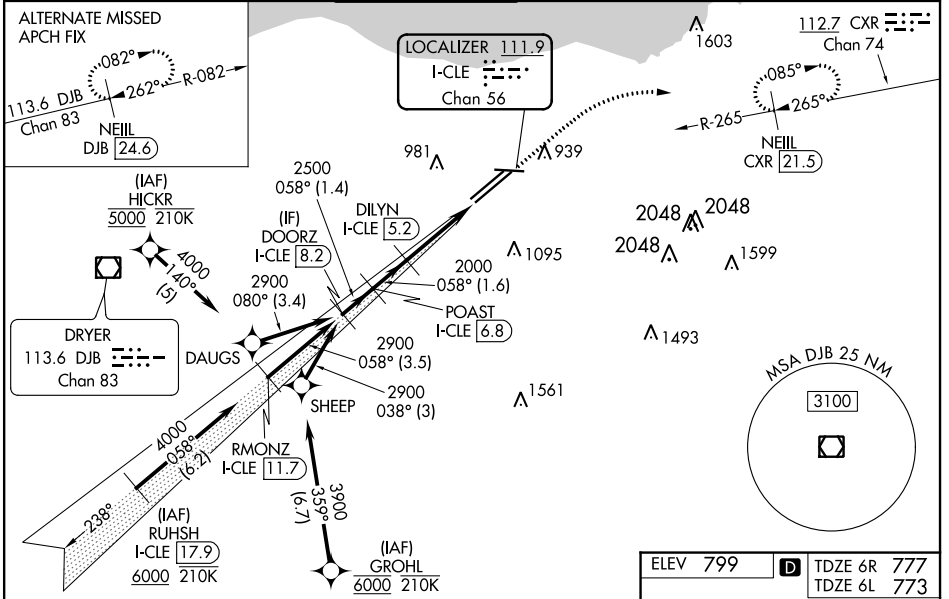 ALTERNATE MISSED
APCH FIX
082°
262°
R-082
113.6 DJB
Chan 83
NEIIL
DJB 24.6
LOCALIZER 111.9
I-CLE
Chan 56
1603
112.7 CXR
Chan 74
085°
265°
R-265
NEIIL
CXR 21.5
981
939
(IAF)
HICKR
5000 210K
4000
140°
(5)
2500
058° (1.4)
(IF)
DOORZ
I-CLE 8.2
DILYN
I-CLE 5.2
2048
2048
2048
1599
1095
2900
080° (3.4)
2000
058° (1.6)
POAST
I-CLE 6.8
DRYER
113.6 DJB
Chan 83
DAUGS
2900
058° (3.5)
2900
038° (3)
SHEEP
1493
1561
MSA DJB 25 NM
3100
4000
058°
(6.2)
RMONZ
I-CLE 11.7
238°
(IAF)
RUHSH
I-CLE 17.9
6000 210K
3900
359°
(6.7)
(IAF)
GROHL
6000 210K
ELEV 799
D
TDZE 6R 777
TDZE 6L 773